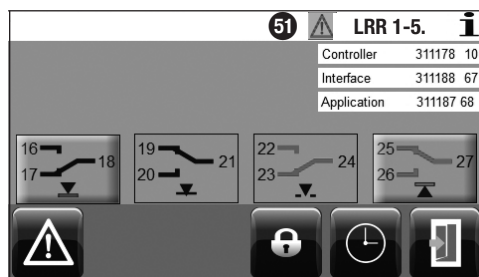 51 LRR 1-5. i
Controller 311178 10
Interface 311188 67
Application 311187 68
16 17 18 19 20 21 22 23 24 25 26 27